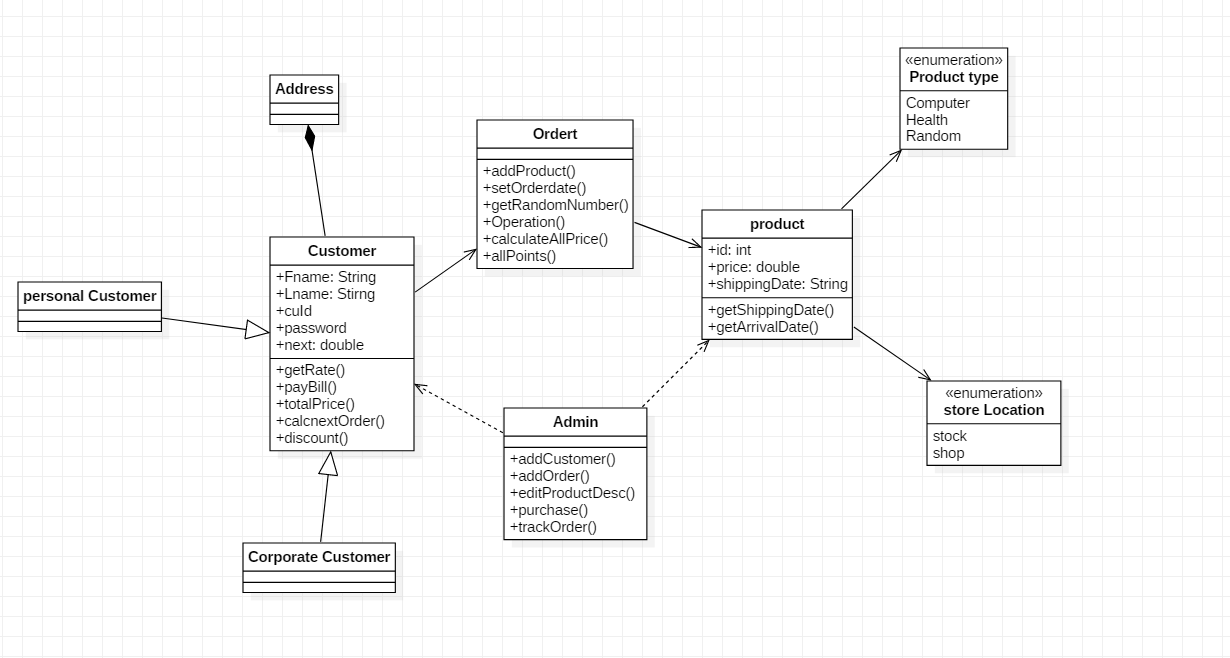 «enumeration»
Product type
Computer
Health
Random
Address
Ordert
+addProduct()
+setOrderdate()
+getRandomNumber()
+Operation()
+calculateAllPrice()
+allPoints()
product
+id: int
+price: double
+shippingDate: String
+getShippingDate()
+getArrivalDate()
Customer
+Fname: String
+Lname: Stirng
+cuId
+password
+next: double
+getRate()
+payBill()
+totalPrice()
+calcnextOrder()
+discount()
personal Customer
«enumeration»
store Location
stock
shop
Admin
+addCustomer()
+addOrder()
+editProductDesc()
+purchase()
+trackOrder()
Corporate Customer